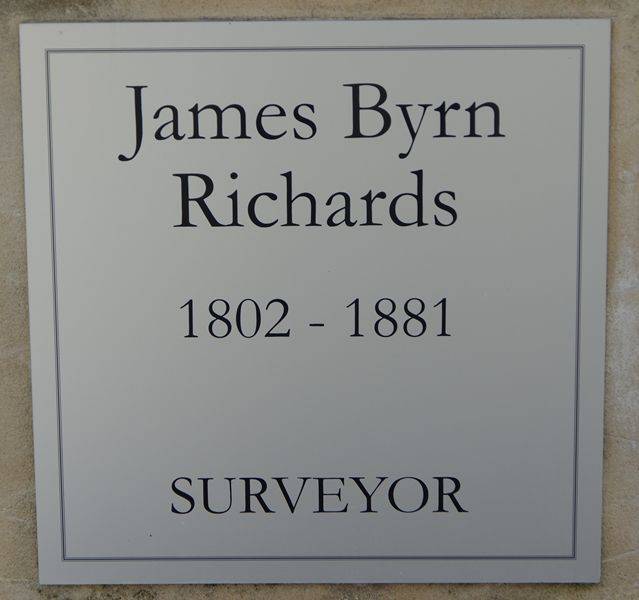 James Byrn
Richards
1802 - 1881
SURVEYOR